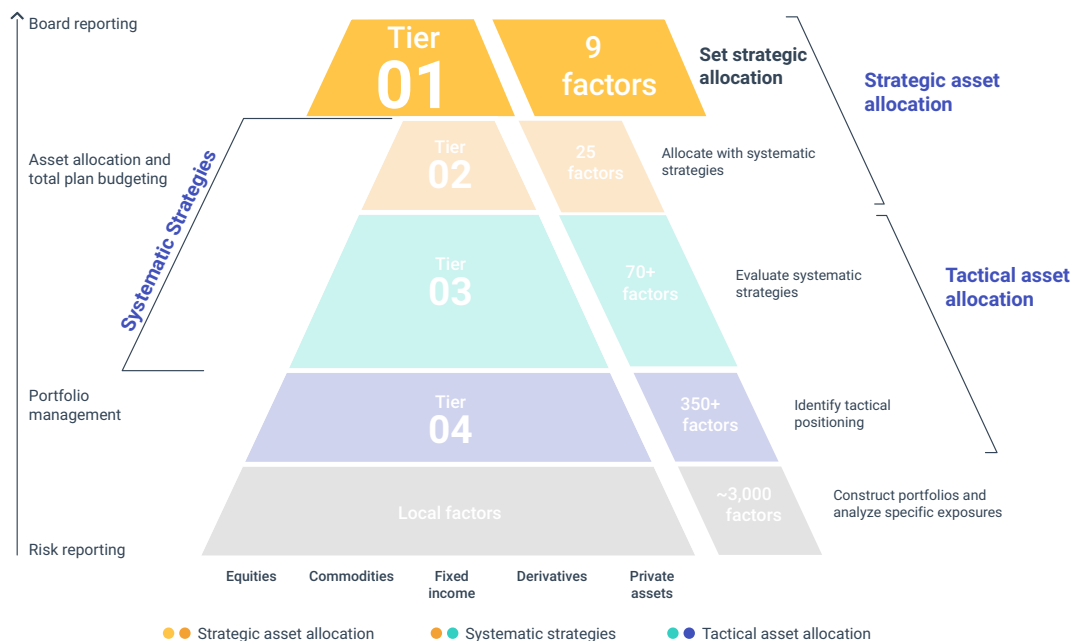 Board reporting
Tier
01
9
factors
Set strategic
allocation
Strategic asset
allocation
Systematic Strategies
Asset allocation and
total plan budgeting
Tier
02
25
factors
Allocate with systematic
strategies
Tier
03
70+
factors
Evaluate systematic
strategies
Tactical asset
allocation
Portfolio
management
Tier
04
350+
factors
Identify tactical
positioning
Local factors
~3,000
factors
Construct portfolios and
analyze specific exposures
Risk reporting
Equities
Commodities
Fixed
income
Derivatives
Private
assets
Strategic asset allocation
Systematic strategies
Tactical asset allocation